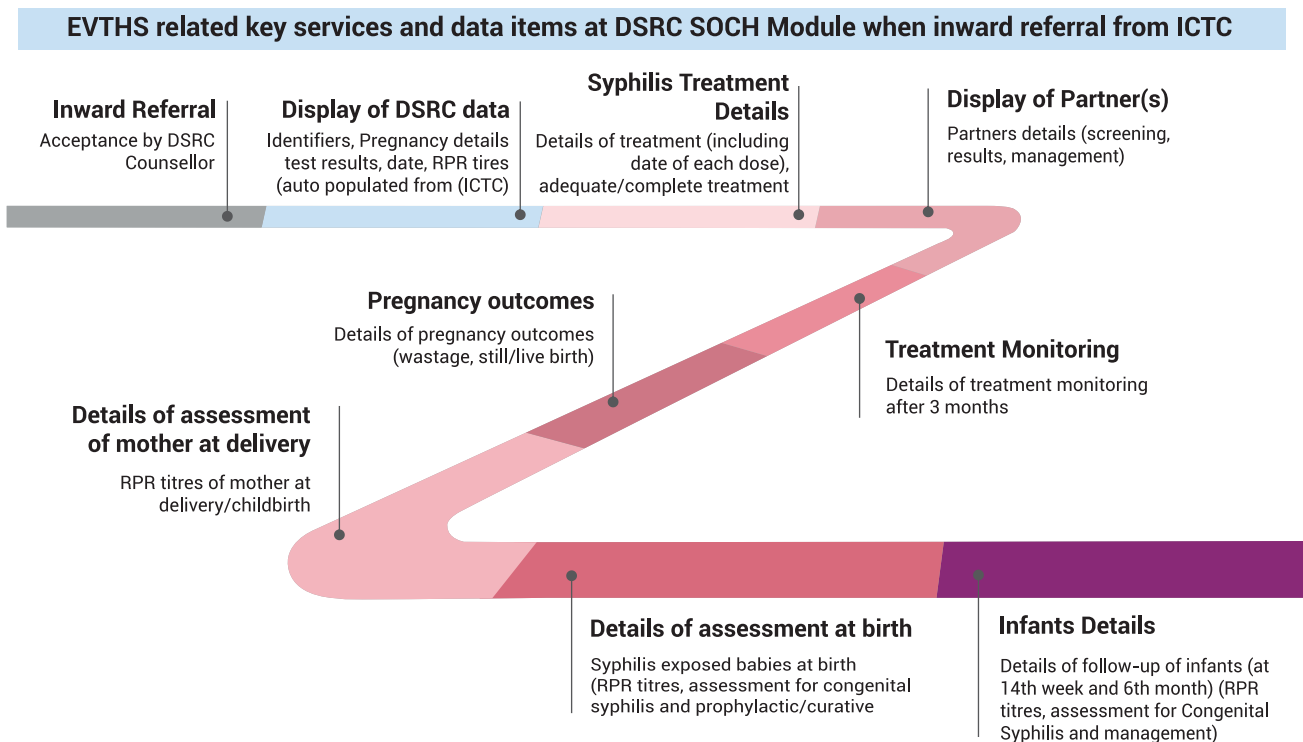 EVTHS related key services and data items at DSRC SOCH Module when inward referral from ICTC
Inward Referral
Acceptance by DSRC
Counsellor
Display of DSRC data
Identifiers, Pregnancy details
test results, date, RPR tires
(auto populated from (ICTC)
Syphilis Treatment
Details
Details of treatment (including
date of each dose),
adequate/complete treatment
Display of Partner(s)
Partners details (screening,
results, management)
Treatment Monitoring
Details of treatment monitoring
after 3 months
Pregnancy outcomes
Details of pregnancy outcomes
(wastage, still/live birth)
Details of assessment
of mother at delivery
RPR titres of mother at
delivery/childbirth
Details of assessment at birth
Syphilis exposed babies at birth
(RPR titres, assessment for congenital
syphilis and prophylactic/curative
Infants Details
Details of follow-up of infants (at
14th week and 6th month) (RPR
titres, assessment for Congenital
Syphilis and management)